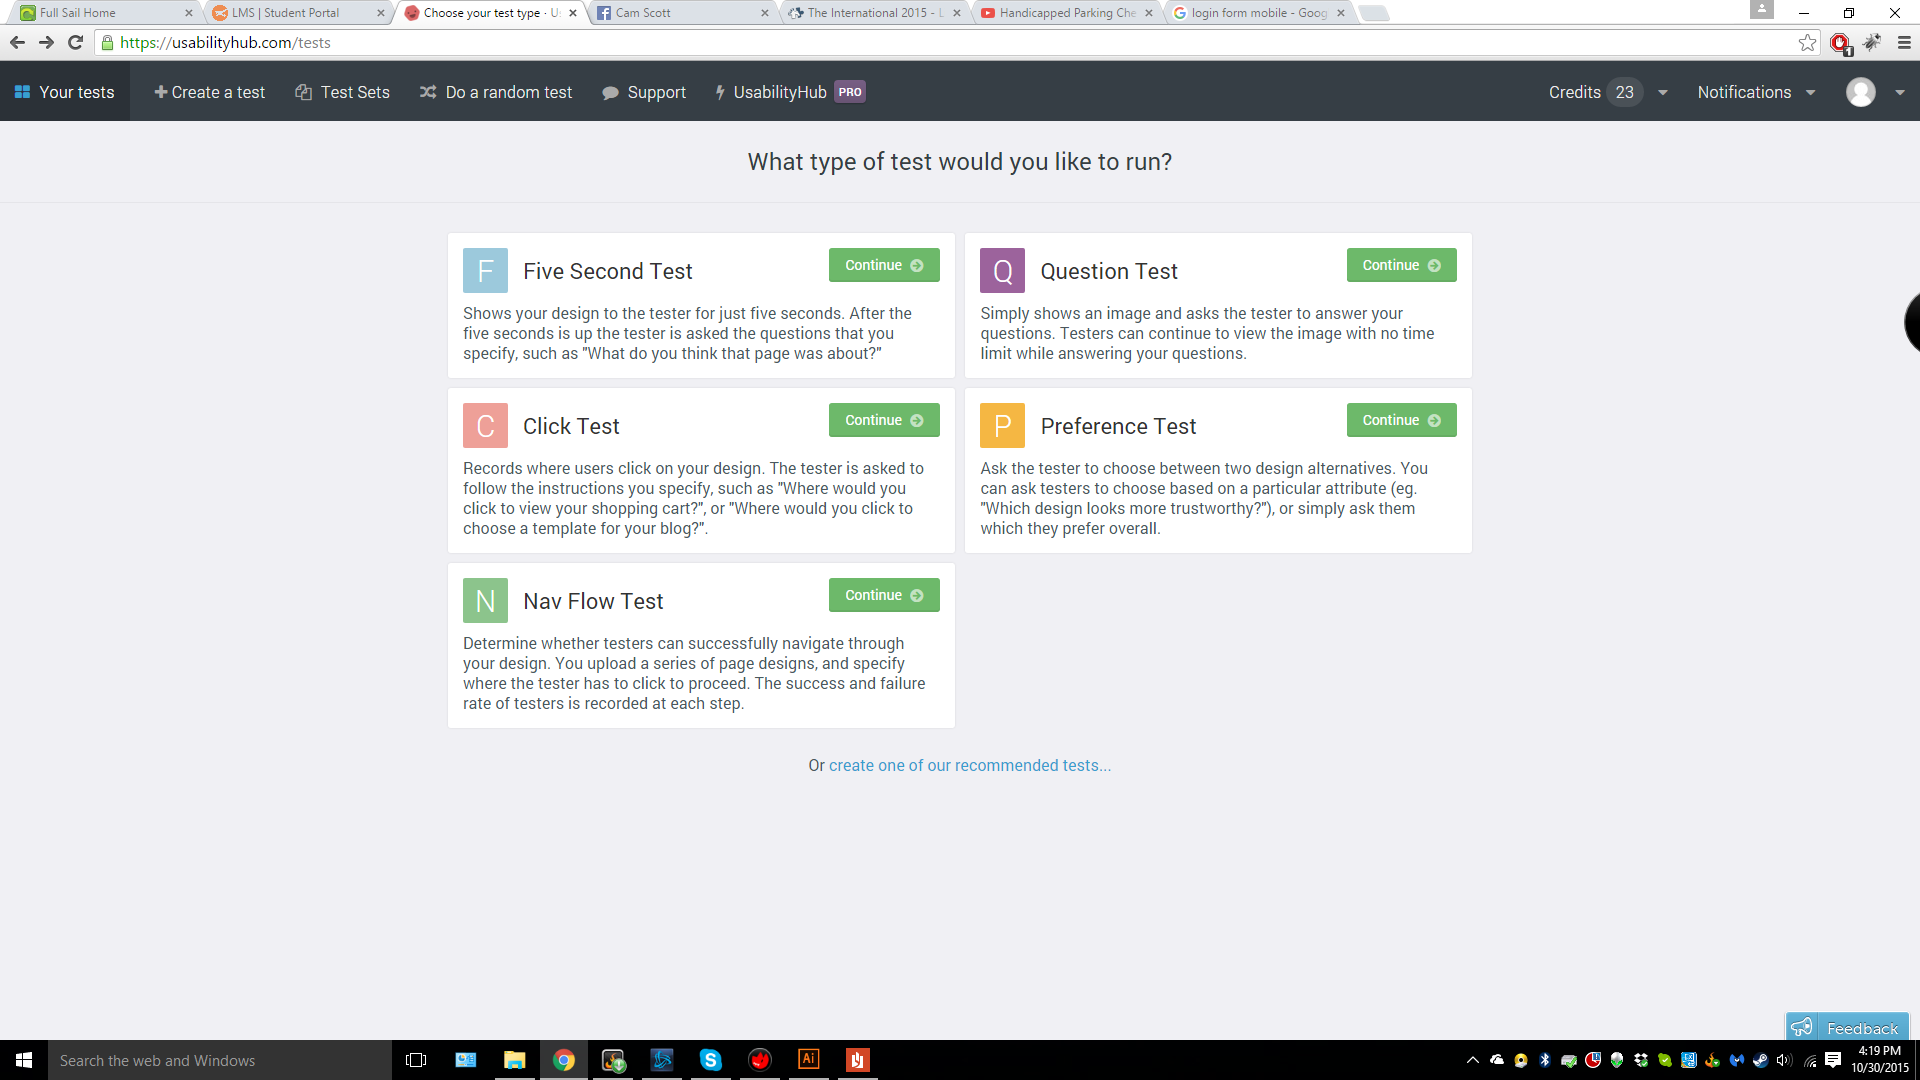 Full Sail Home
LMS | Student Portal
Choose your test type · Us
Cam Scott
The International 2015 - L
Handicapped Parking Che
login form mobile - Goog
https://usabilityhub.com/tests
1
Your tests
Create a test
Test Sets
Do a random test
Support
UsabilityHub PRO
Credits 23
Notifications
What type of test would you like to run?
F
Five Second Test
Continue
Shows your design to the tester for just five seconds. After the
five seconds is up the tester is asked the questions that you
specify, such as "What do you think that page was about?"
Q
Question Test
Continue
Simply shows an image and asks the tester to answer your
questions. Testers can continue to view the image with no time
limit while answering your questions.
C
Click Test
Continue
Records where users click on your design. The tester is asked to
follow the instructions you specify, such as "Where would you
click to view your shopping cart?", or "Where would you click to
choose a template for your blog?".
P
Preference Test
Continue
Ask the tester to choose between two design alternatives. You
can ask testers to choose based on a particular attribute (eg.
"Which design looks more trustworthy?"), or simply ask them
which they prefer overall.
N
Nav Flow Test
Continue
Determine whether testers can successfully navigate through
your design. You upload a series of page designs, and specify
where the tester has to click to proceed. The success and failure
rate of testers is recorded at each step.
Or create one of our recommended tests...
Feedback
Search the web and Windows
Ai
4:19 PM
10/30/2015